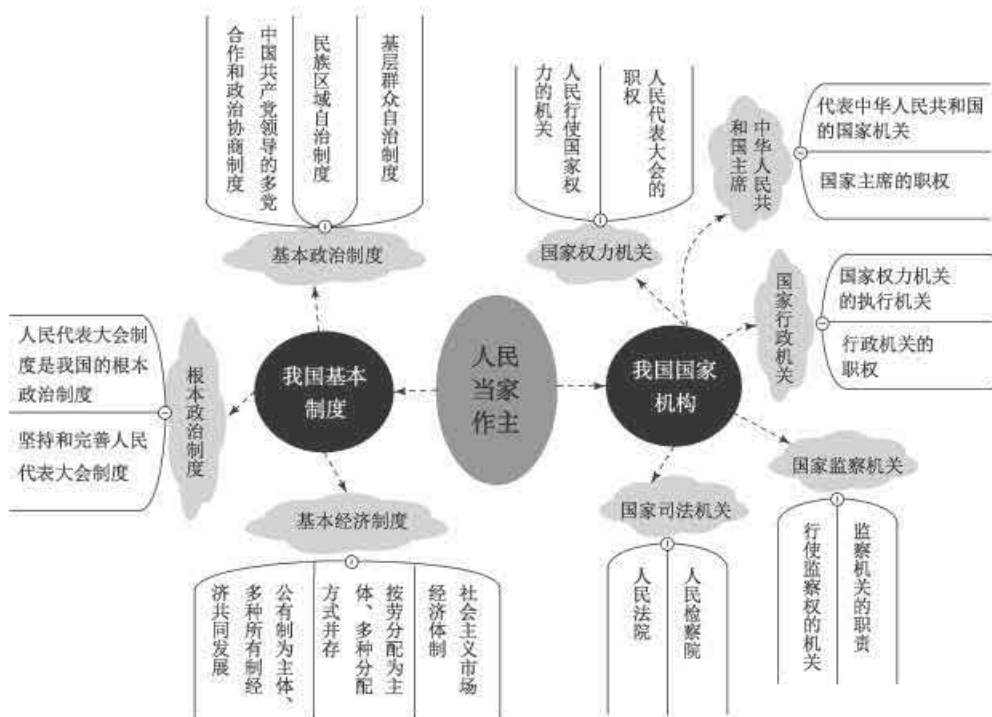 中国共产党领导的多党
合作和政治协商制度
民族区域自治制度
基层群众自治制度
基本政治制度
人民行使国家权
力的机关
人民代表大会的
职权
国家权力机关
中华人民共
和国主席
代表中华人民共和国
的国家机关
国家主席的职权
国家行政机关
国家权力机关
的执行机关
行政机关的
职权
人民代表大会制
度是我国的根本
政治制度
坚持和完善人民
代表大会制度
根本政治制度
我国基本
制度
人民
当家
作主
我国国家
机构
国家监察机关
行使监察权的机关
监察机关的职责
国家司法机关
人民法院
人民检察院
基本经济制度
公有制为主体、
多种所有制经
济共同发展
按劳分配为主
体、多种分配
方式并存
社会主义市场
经济体制